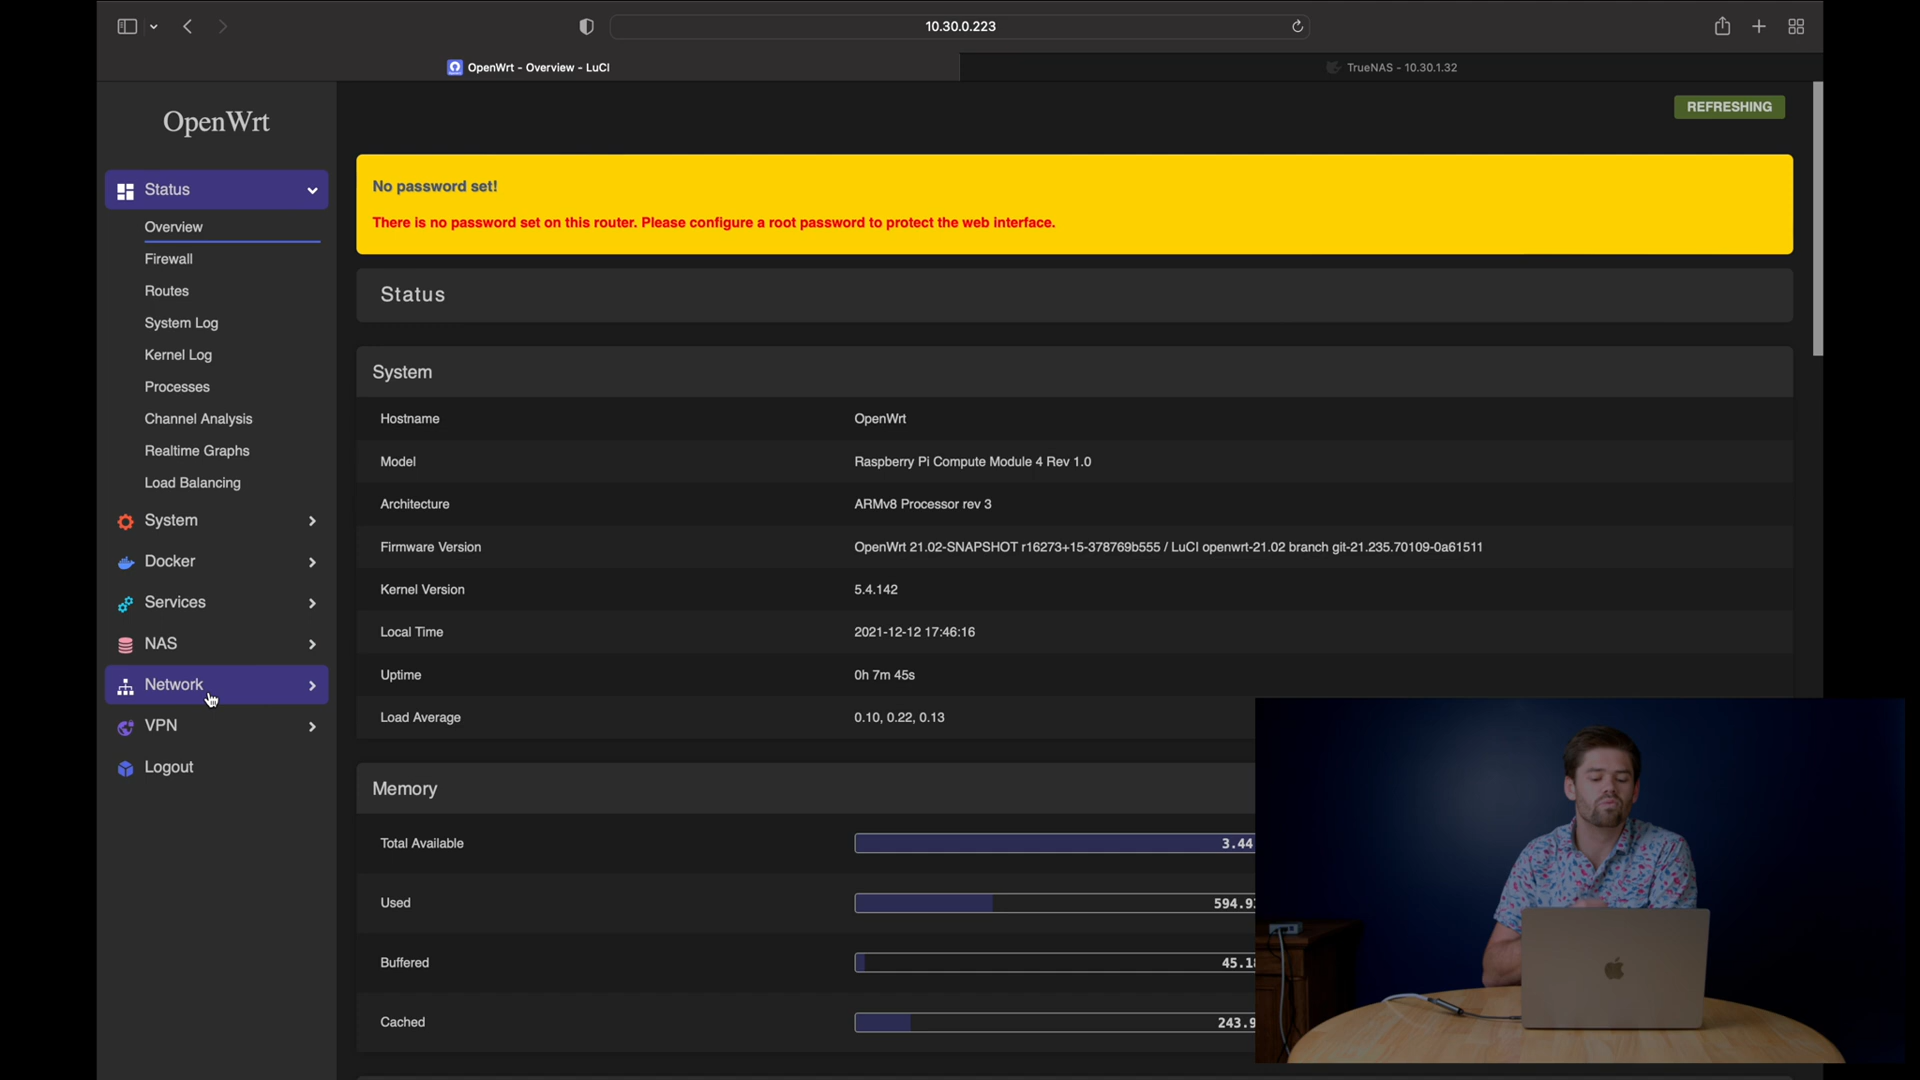 10.30.0.223
OpenWrt - Overview - LuCI
TrueNAS - 10.30.1.32
OpenWrt
REFRESHING
Status
Overview
Firewall
Routes
System Log
Kernel Log
Processes
Channel Analysis
Realtime Graphs
Load Balancing
System
Docker
Services
NAS
Network
VPN
Logout
No password set!
There is no password set on this router. Please configure a root password to protect the web interface.
Status
System
Hostname OpenWrt
Model Raspberry Pi Compute Module 4 Rev 1.0
Architecture ARMv8 Processor rev 3
Firmware Version OpenWrt 21.02-SNAPSHOT r16273+15-378769b555 / LuCI openwrt-21.02 branch git-21.235.70109-0a61511
Kernel Version 5.4.142
Local Time 2021-12-12 17:46:16
Uptime 0h 7m 45s
Load Average 0.10, 0.22, 0.13
Memory
Total Available 3.44
Used
Buffered
Cached